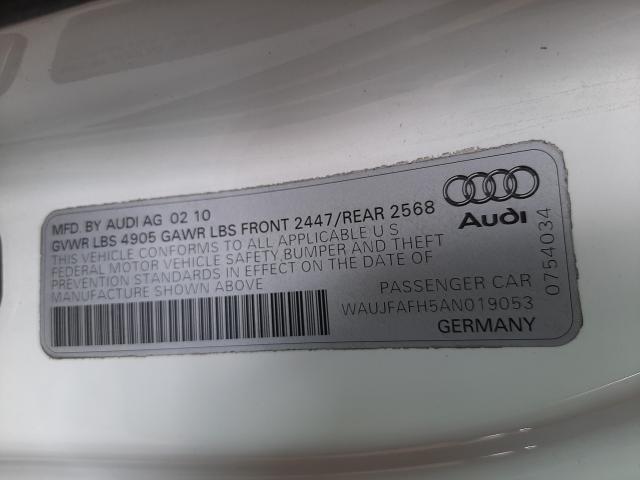 MFD. BY AUDI AG 02 10
GVWR LBS 4905 GAWR LBS FRONT 2447/REAR 2568
THIS VEHICLE CONFORMS TO ALL APPLICABLE U S
FEDERAL MOTOR VEHICLE SAFETY,BUMPER AND THEFT
PREVENTION STANDARDS IN EFFECT ON THE DATE OF
MANUFACTURE SHOWN ABOVE
Audi
PASSENGER CAR
WAUJFAFH5AN019053
GERMANY
0754034